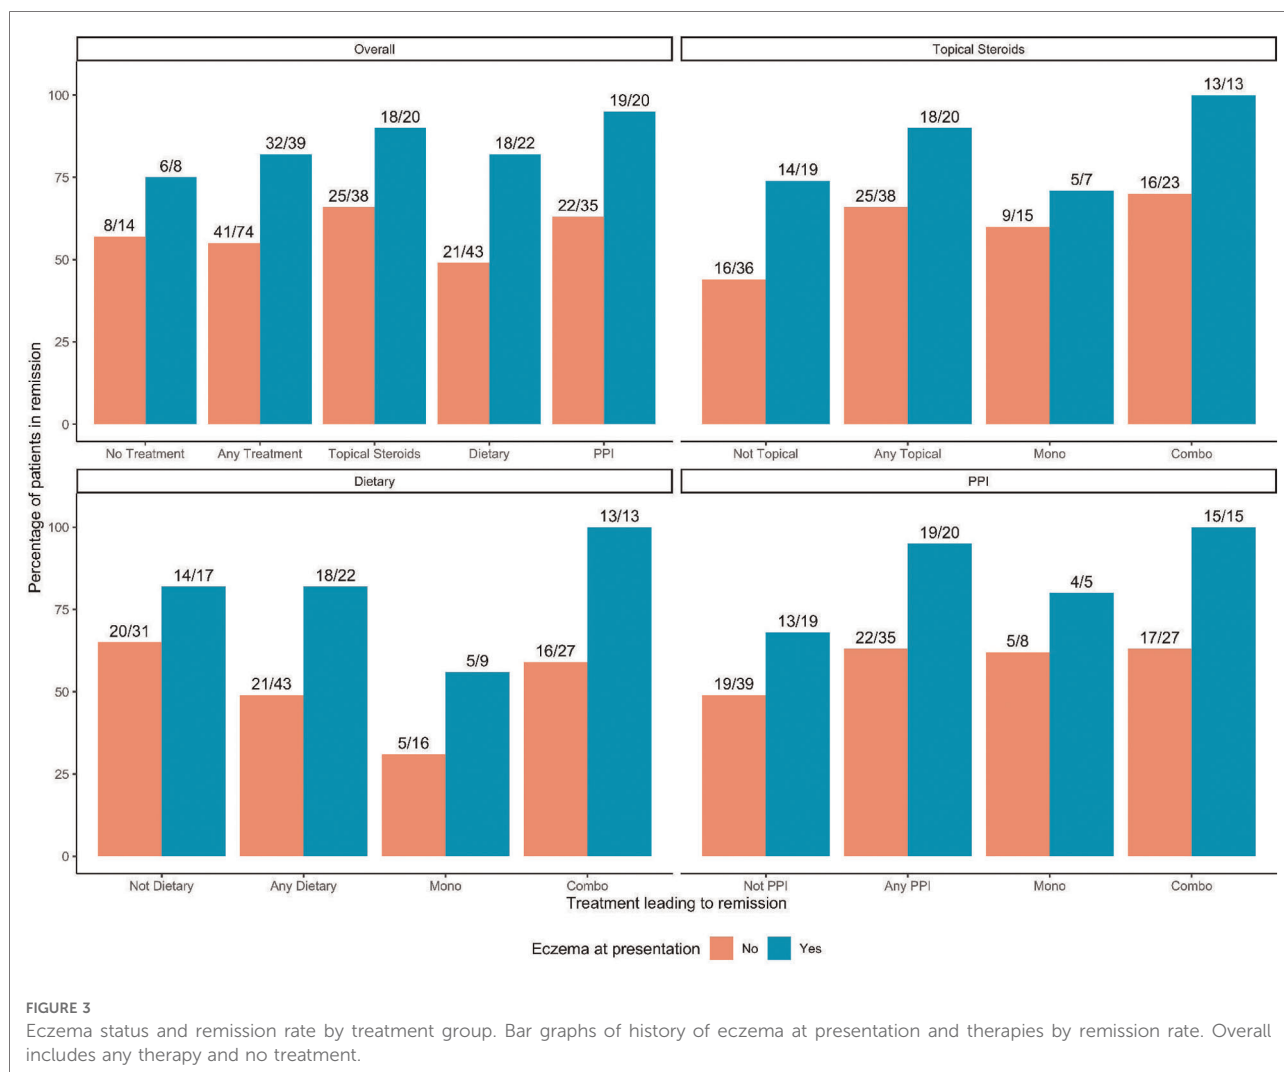 Overall
Topical Steroids
Percentage of patients in remission
100
75
50
25
0
8/14
6/8
41/74
32/39
25/38
18/20
21/43
18/22
22/35
19/20
No Treatment
Any Treatment
Topical Steroids
Dietary
PPI
16/36
14/19
25/38
18/20
9/15
5/7
16/23
13/13
Not Topical
Any Topical
Mono
Combo
Dietary
PPI
100
75
50
25
0
20/31
14/17
21/43
18/22
5/16
5/9
16/27
13/13
Not Dietary
Any Dietary
Mono
Combo
19/39
13/19
22/35
19/20
5/8
4/5
17/27
15/15
Not PPI
Any PPI
Mono
Combo
Treatment leading to remission
Eczema at presentation No Yes
FIGURE 3
Eczema status and remission rate by treatment group. Bar graphs of history of eczema at presentation and therapies by remission rate. Overall
includes any therapy and no treatment.